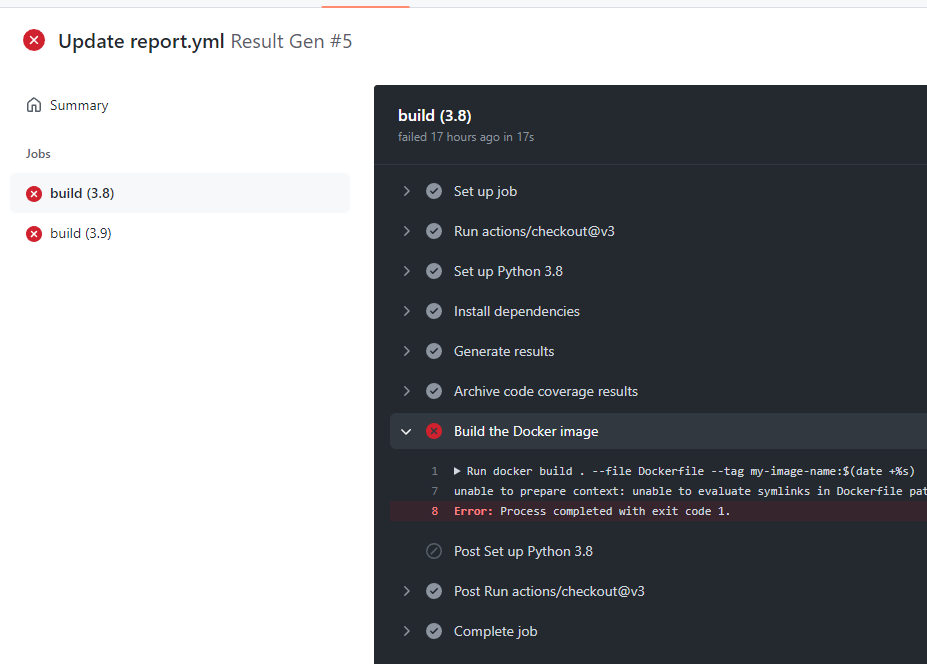 Update report.yml Result Gen #5
Summary
Jobs
build (3.8)
build (3.9)
build (3.8)
failed 17 hours ago in 17s
Set up job
Run actions/checkout@v3
Set up Python 3.8
Install dependencies
Generate results
Archive code coverage results
Build the Docker image
1 Run docker build . --file Dockerfile --tag my-image-name:$(date +%s)
7 unable to prepare context: unable to evaluate symlinks in Dockerfile pat
8 Error: Process completed with exit code 1.
Post Set up Python 3.8
Post Run actions/checkout@v3
Complete job